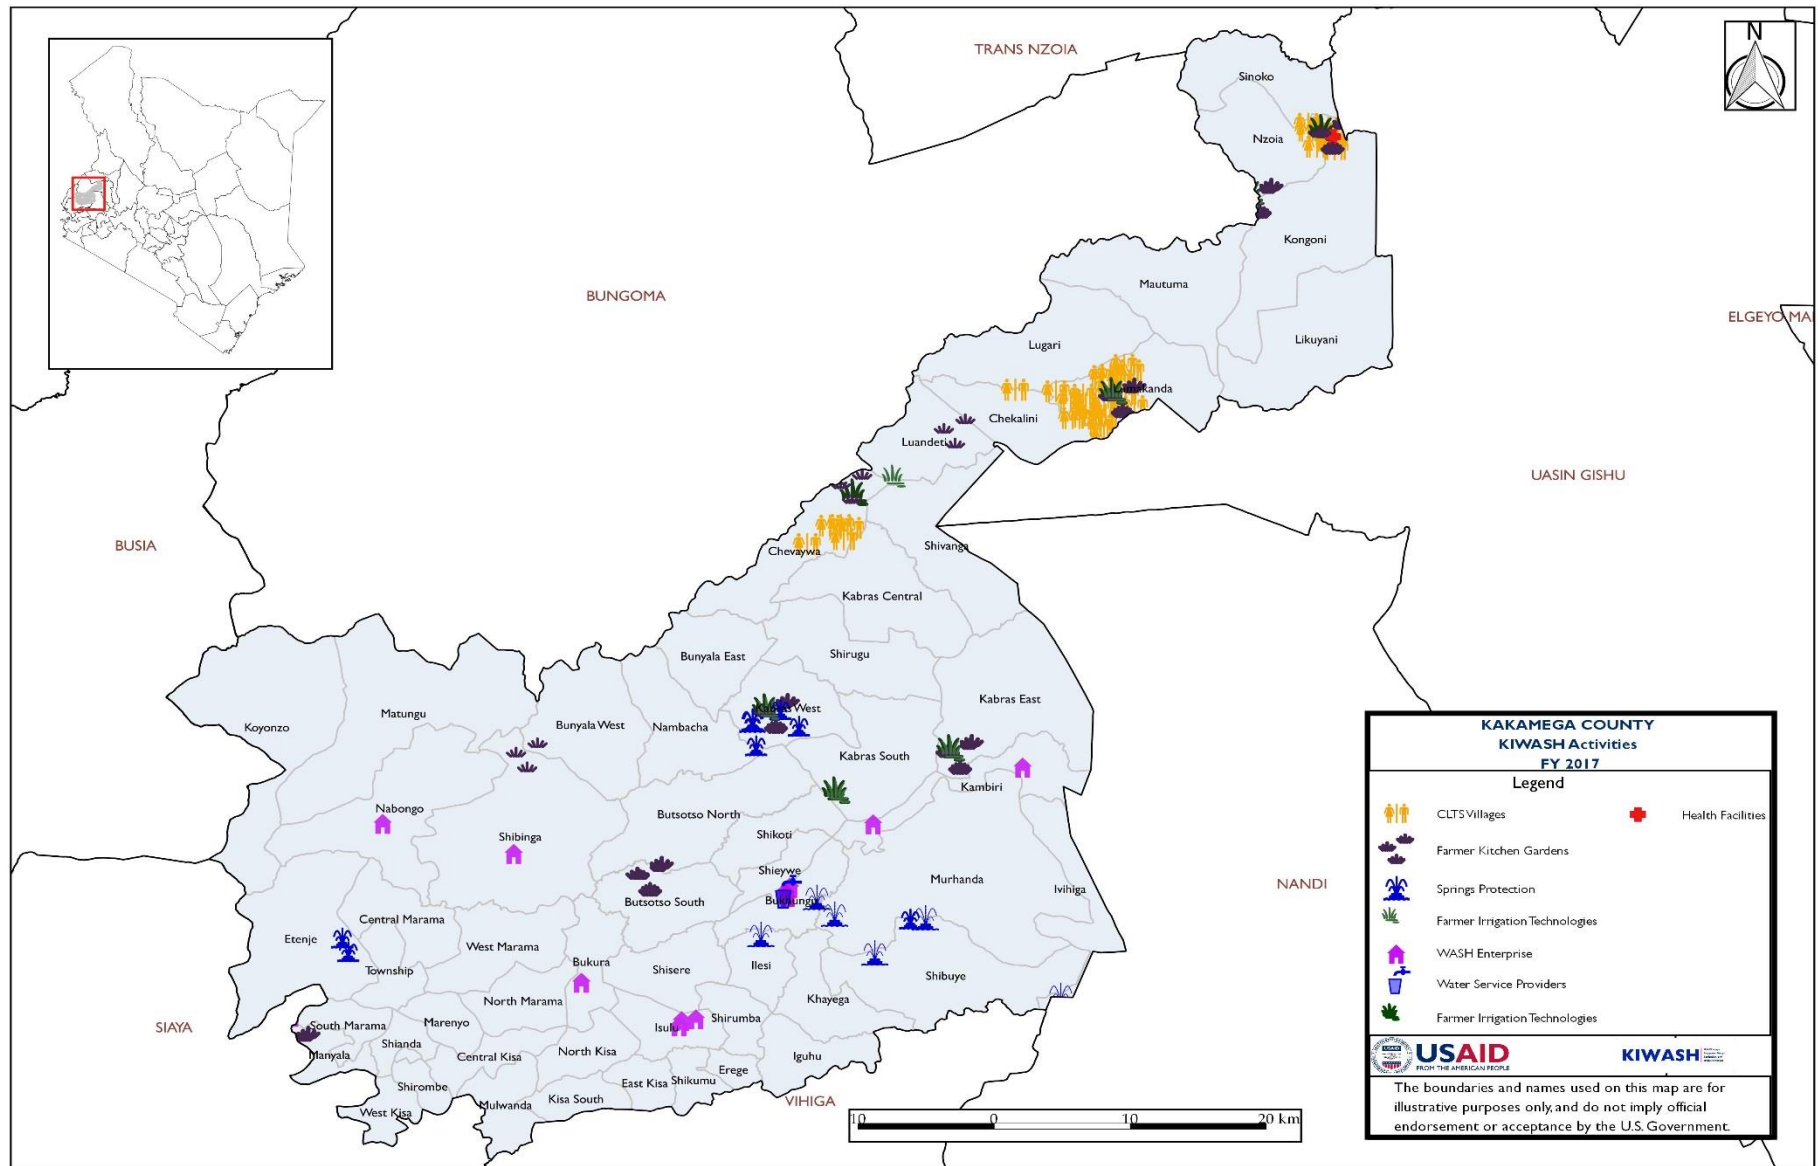 TRANS NZOIA
N
Sinoko
Nzoia
Kongoni
BUNGOMA
Mautuma
ELGEYO MA
Likuyani
Lugari
Chekalini
Luandeti
UASIN GISHU
BUSIA
Chevaywa
Shivanga
Kabras Central
Bunyala East
Shirugu
Kabras East
Koyonzo
Matungu
Bunyala West
Nambacha
Kabras West
Kabras South
Kambiri
Nabongo
Butsotso North
Shibinga
Shikoti
Shieywe
Murhanda
NANDI
Ivihiga
Butsotso South
Central Marama
Etenje
West Marama
Township
Bukura
Shisere
Ilesi
Shibuye
North Marama
Khayega
SIAYA
South Marama
Marenyo
Isulu
Shirumba
Manyala
Shianda
Central Kisa
North Kisa
Iguhu
Erege
Shirombe
East Kisa
Shikumu
Kisa South
Mulwanda
West Kisa
VIHIGA
10 0 10 20 km
KAKAMEGA COUNTY
KIWASH Activities
FY 2017
Legend
CLTS Villages
Health Facilities
Farmer Kitchen Gardens
Springs Protection
Farmer Irrigation Technologies
WASH Enterprise
Water Service Providers
Farmer Irrigation Technologies
USAID
FROM THE AMERICAN PEOPLE
KIWASH
The boundaries and names used on this map are for
illustrative purposes only, and do not imply official
endorsement or acceptance by the U.S. Government.